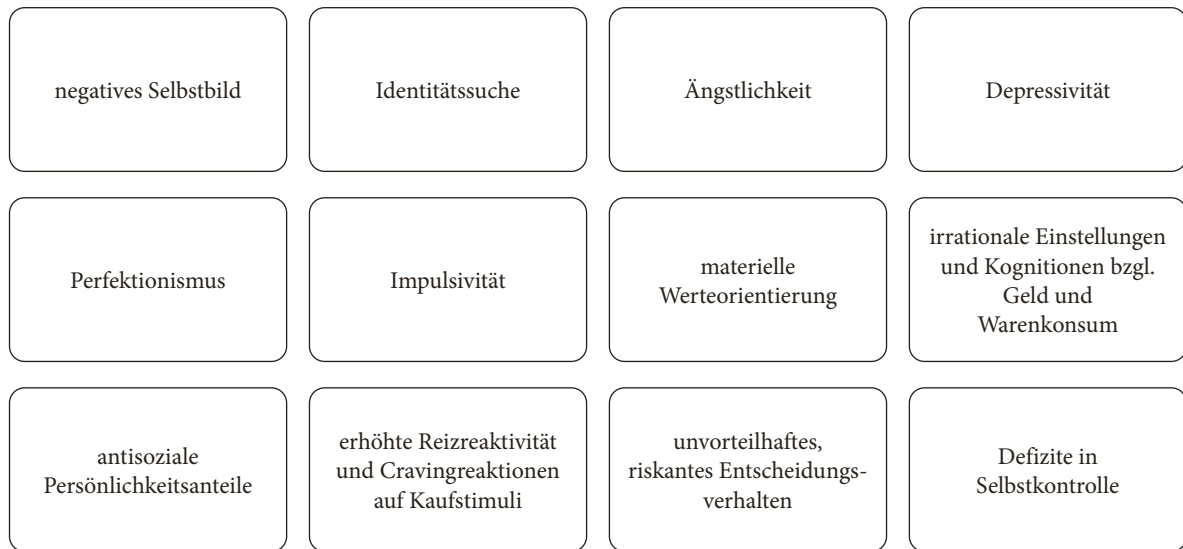 negatives Selbstbild
Identitätssuche
Ängstlichkeit
Depressivität
Perfektionismus
Impulsivität
materielle
Werteorientierung
irrationale Einstellungen
und Kognitionen bzgl.
Geld und
Warenkonsum
antisoziale
Persönlichkeitsanteile
erhöhte Reizreaktivität
und Cravingreaktionen
auf Kaufstimuli
unvorteilhaftes,
riskantes Entscheidungs-
verhalten
Defizite in
Selbstkontrolle